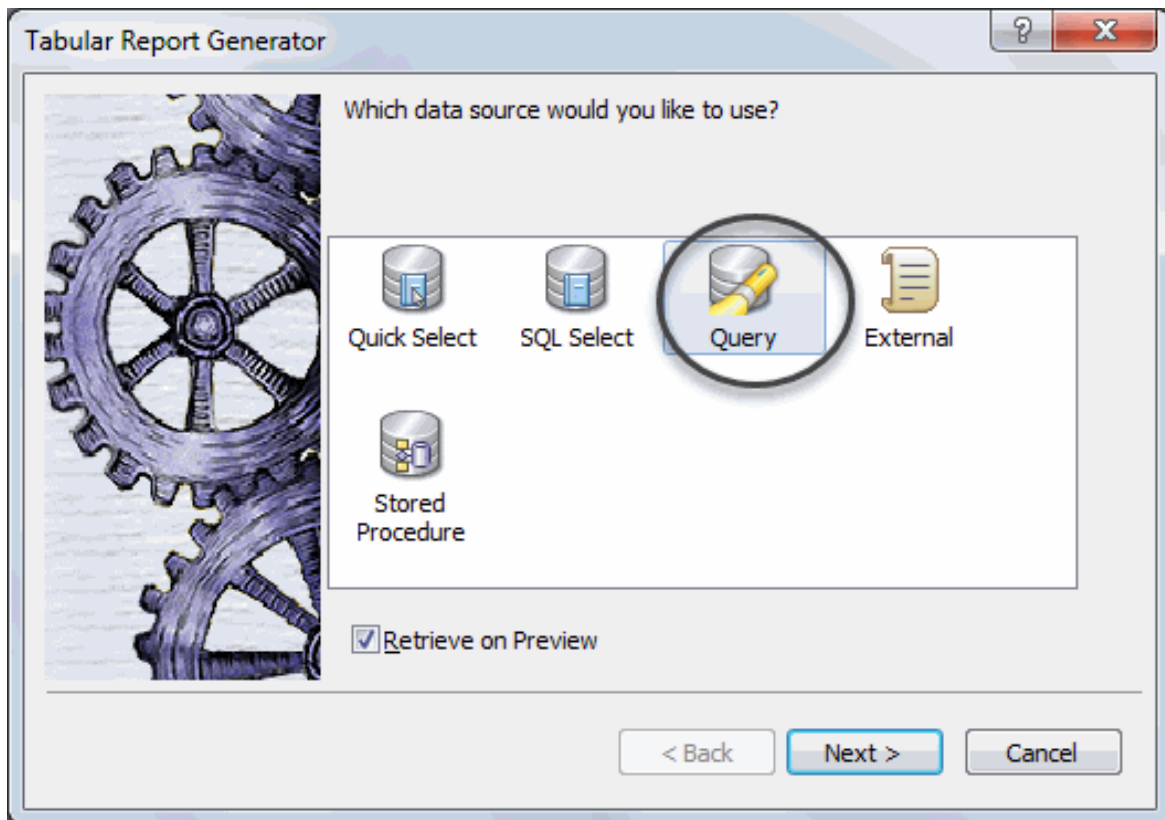 Tabular Report Generator
Which data source would you like to use?
Quick Select
SQL Select
Query
External
Stored
Procedure
Retrieve on Preview
< Back
Next >
Cancel